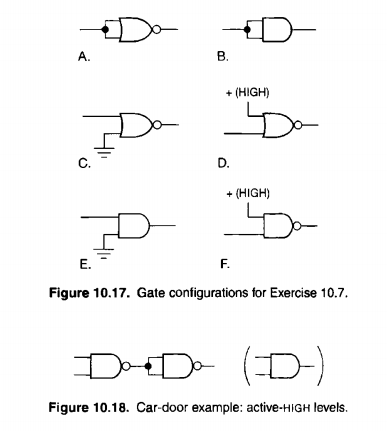 A.
B.
+ (HIGH)
C.
D.
+ (HIGH)
E.
F.
Figure 10.17. Gate configurations for Exercise 10.7.
Figure 10.18. Car-door example: active-HIGH levels.